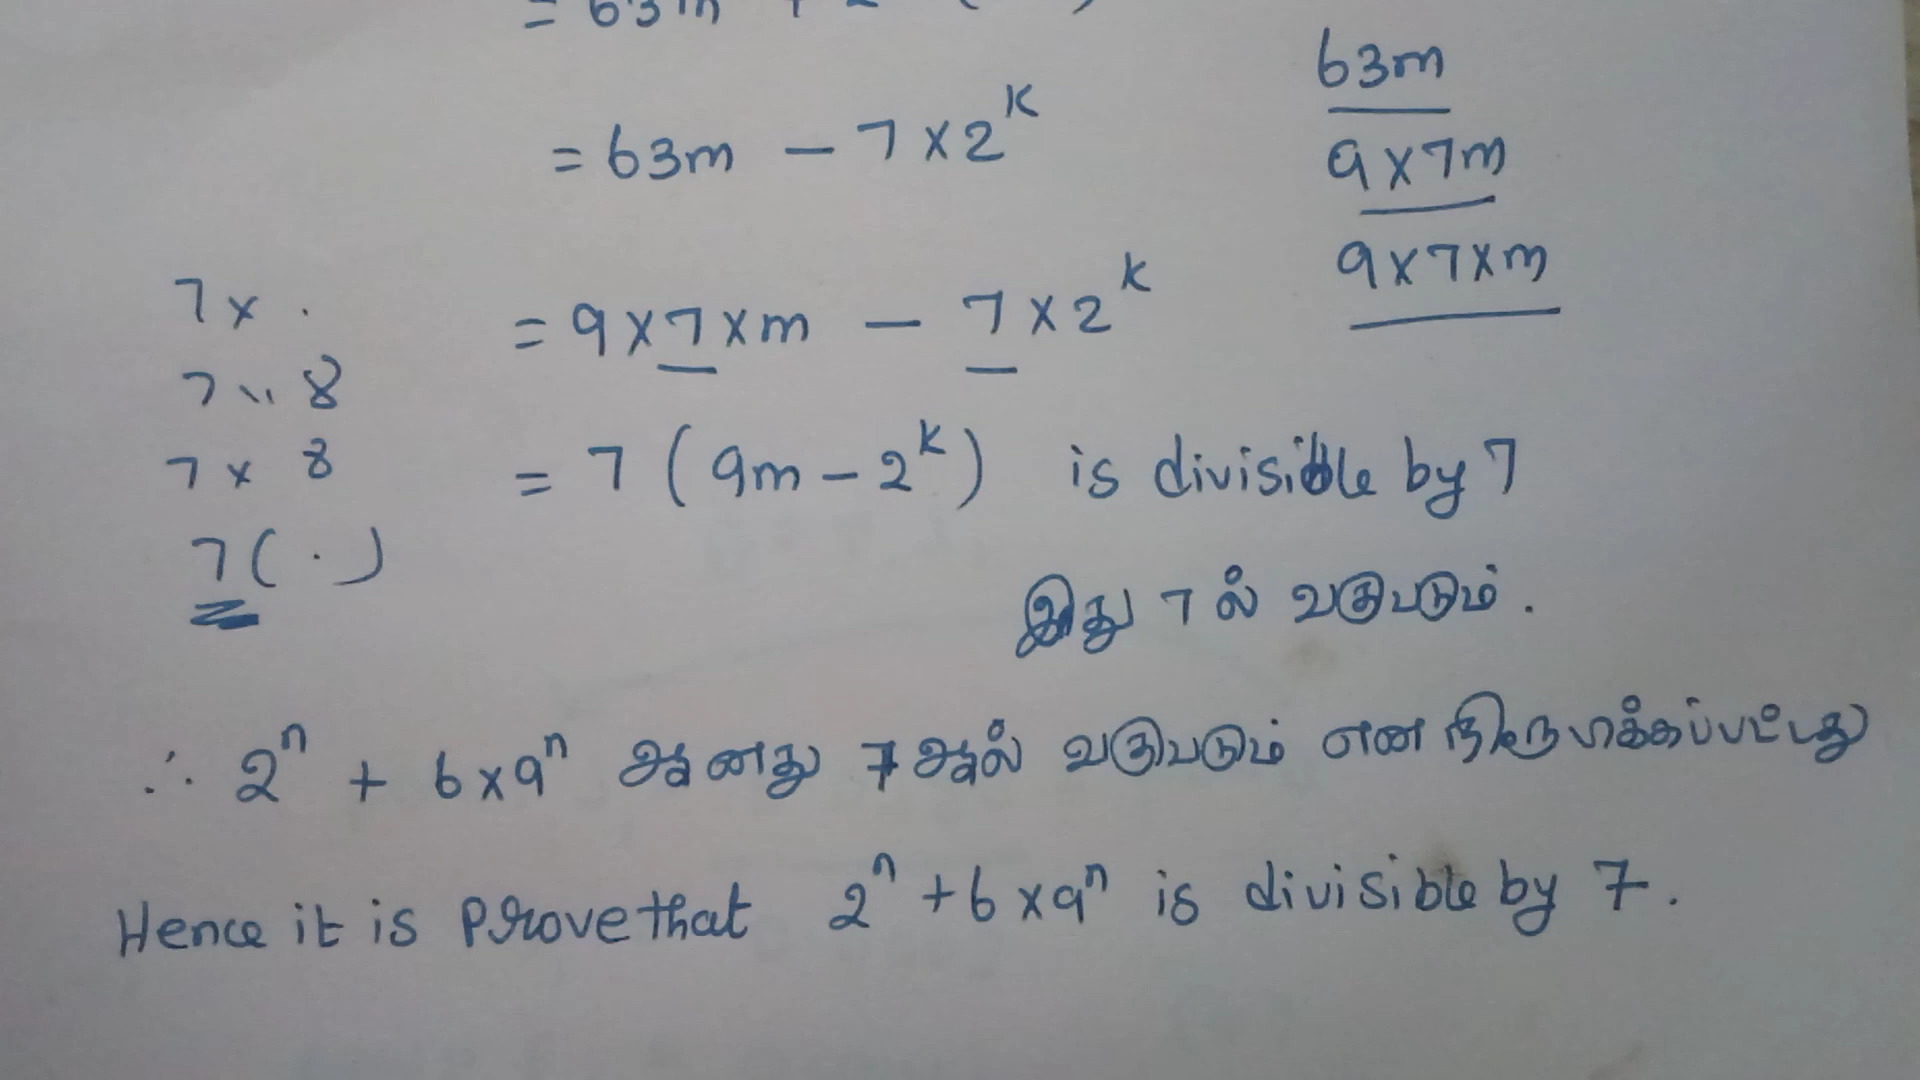 = 63m
= 63m - 7 x 2^k
63m
9 x 7m
9 x 7 x m
7 x .
7 \\ 8
7 x 8
7 ( . )
= 9 x 7 x m - 7 x 2^k
= 7 ( 9m - 2^k ) is divisible by 7
இது 7 ல் வகுபடும்.
∴ 2^n + 6 x 9^n ஆனது 7 ஆல் வகுபடும் என நிரூபிக்கப்பட்டது
Hence it is prove that 2^n + 6 x 9^n is divisible by 7.